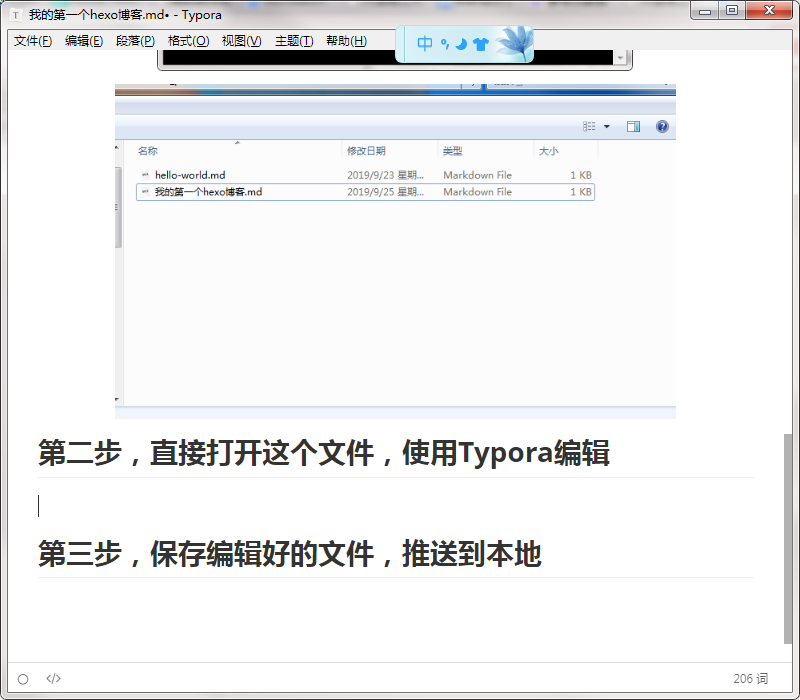 我的第一个hexo博客.md• - Typora
文件(F) 编辑(E) 段落(P) 格式(O) 视图(V) 主题(T) 帮助(H)
中
名称 修改日期 类型 大小
hello-world.md 2019/9/23 星期... Markdown File 1 KB
我的第一个hexo博客.md 2019/9/25 星期... Markdown File 1 KB
第二步，直接打开这个文件，使用Typora编辑
第三步，保存编辑好的文件，推送到本地
206 词